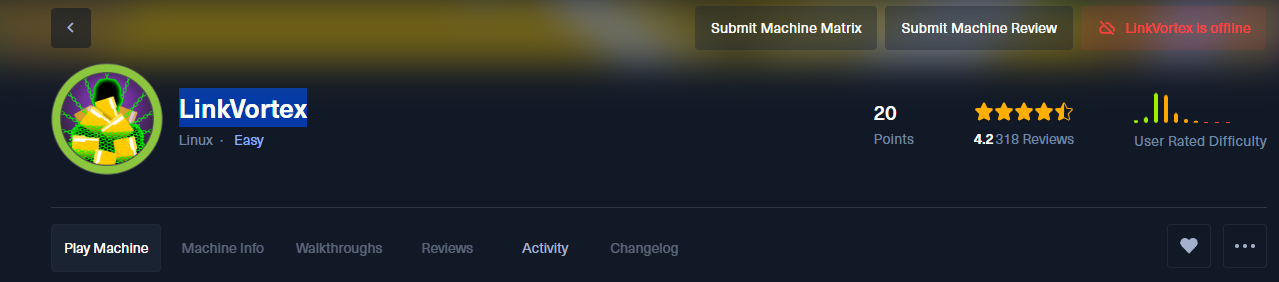 Submit Machine Matrix
Submit Machine Review
LinkVortex is offline
LinkVortex
Linux · Easy
20
Points
4.2 318 Reviews
User Rated Difficulty
Play Machine
Machine Info
Walkthroughs
Reviews
Activity
Changelog